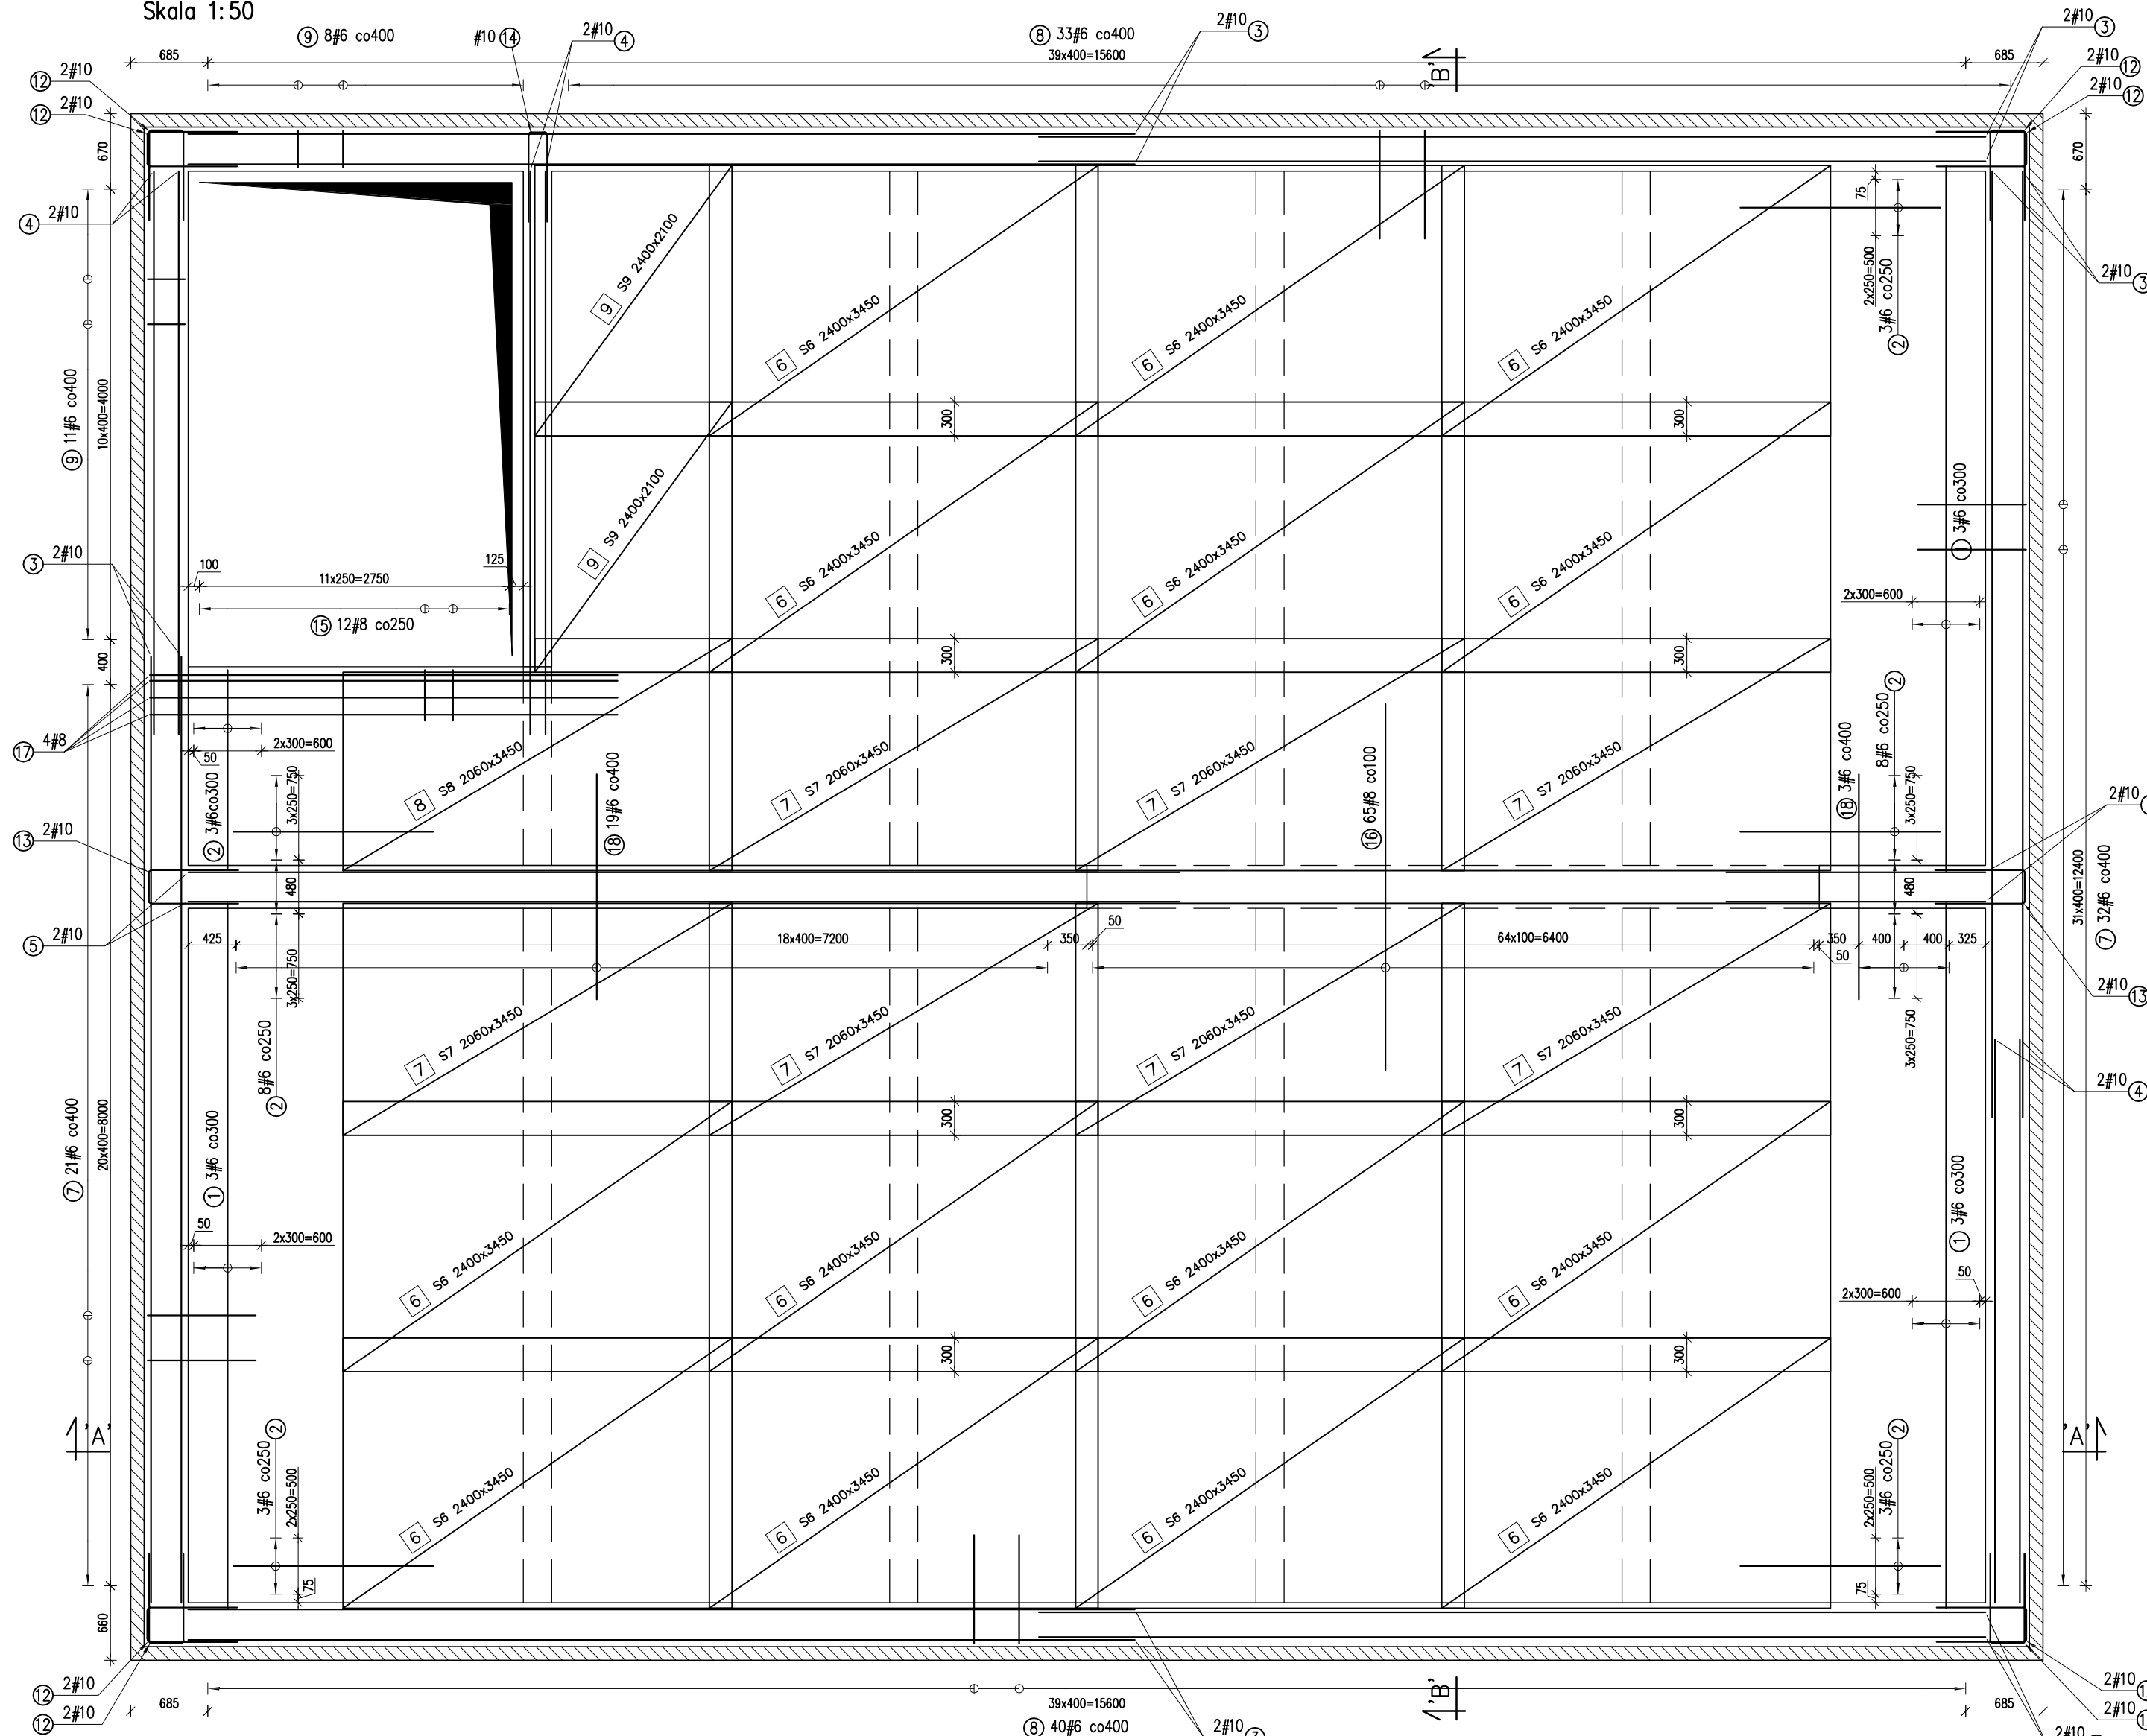 Skala 1:50
9 8#6 co400
#10 14
2#10 4
8 33#6 co400
2#10 3
2#10 3
685
39x400=15600
685
'B'
12 2#10
12 2#10
2#10 12
2#10 12
670
670
4 2#10
75
2x250=500
3#6 co250
2
2#10 3
9 S9 2400x2100
6 S6 2400x3450
6 S6 2400x3450
6 S6 2400x3450
9 11#6 co400
10x400=4000
300
300
1 3#6 co300
9 S9 2400x2100
6 S6 2400x3450
6 S6 2400x3450
6 S6 2400x3450
3 2#10
100
11x250=2750
125
15 12#8 co250
2x300=600
400
300
300
17 4#8
50
2x300=600
2 3#6co300
3x250=750
8 S8 2060x3450
18 19#6 co400
7 S7 2060x3450
7 S7 2060x3450
16 65#8 co100
7 S7 2060x3450
18 3#6 co400
8#6 co250
2
3x250=750
2#10
13 2#10
480
480
31x400=12400
7 32#6 co400
5 2#10
425
18x400=7200
350
50
64x100=6400
350
50
400
400
325
3x250=750
3x250=750
2#10 13
8#6 co250
2
7 S7 2060x3450
7 S7 2060x3450
7 S7 2060x3450
7 S7 2060x3450
2#10 4
7 21#6 co400
20x400=8000
1 3#6 co300
300
300
1 3#6 co300
50
2x300=600
50
2x300=600
6 S6 2400x3450
6 S6 2400x3450
6 S6 2400x3450
6 S6 2400x3450
300
300
'A'
'A'
3#6 co250
2
2x250=500
75
6 S6 2400x3450
6 S6 2400x3450
6 S6 2400x3450
6 S6 2400x3450
3#6 co250
2
2x250=500
75
660
12 2#10
12 2#10
2#10
2#10
685
39x400=15600
685
'B'
8 40#6 co400
2#10 3
2#10